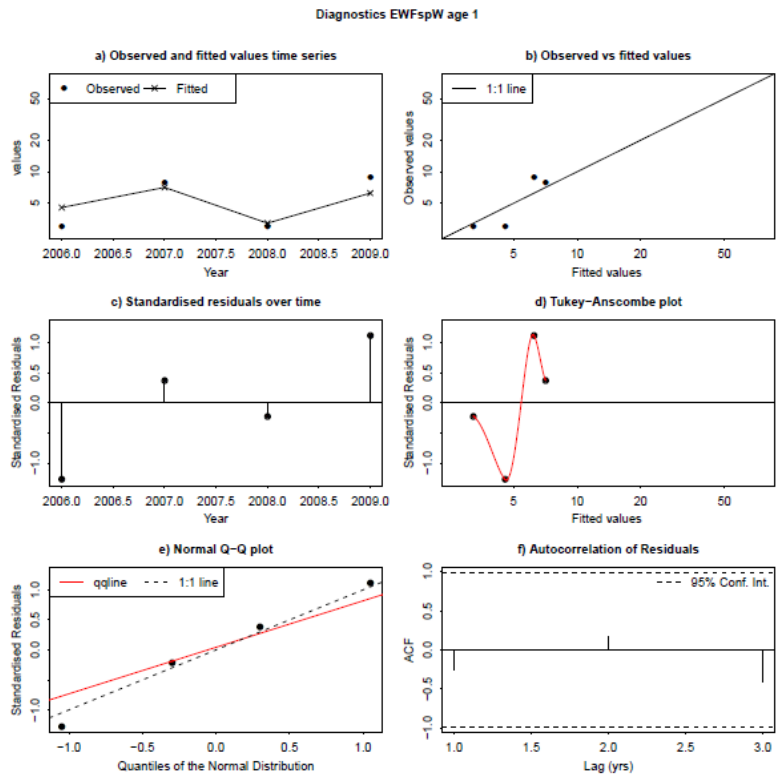 Diagnostics EWFspW age 1
a) Observed and fitted values time series
Observed Fitted
values
50
20
10
5
2006.0 2006.5 2007.0 2007.5 2008.0 2008.5 2009.0
Year
b) Observed vs fitted values
1:1 line
Observed values
50
20
10
5
5 10 20 50
Fitted values
c) Standardised residuals over time
Standardised Residuals
1.0
0.5
0.0
−1.0
2006.0 2006.5 2007.0 2007.5 2008.0 2008.5 2009.0
Year
d) Tukey−Anscombe plot
Standardised Residuals
1.0
0.5
0.0
−1.0
5 10 20 50
Fitted values
e) Normal Q−Q plot
qqline 1:1 line
Standardised Residuals
1.0
0.5
0.0
−1.0
−1.0 −0.5 0.0 0.5 1.0
Quantiles of the Normal Distribution
f) Autocorrelation of Residuals
95% Conf. Int.
ACF
1.0
0.5
0.0
−0.5
−1.0
1.0 1.5 2.0 2.5 3.0
Lag (yrs)